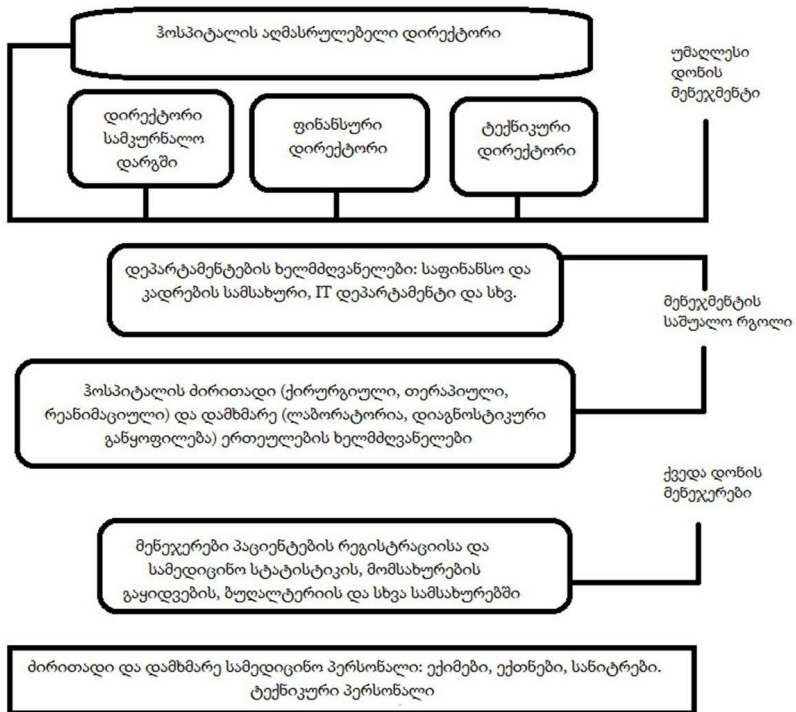 ჰოსპიტალის აღმასრულებელი დირექტორი
უმაღლესი
დონის
მენეჯმენტი
დირექტორი
სამკურნალო
დარგში
ფინანსური
დირექტორი
ტექნიკური
დირექტორი
დეპარტამენტების ხელმძღვანელები: საფინანსო და
კადრების სამსახური, IT დეპარტამენტი და სხვ.
მენეჯმენტის
საშუალო რგოლი
ჰოსპიტალის ძირითადი (ქირურგიული, თერაპიული,
რეანიმაციული) და დამხმარე (ლაბორატორია, დიაგნოსტიკური
განყოფილება) ერთეულების ხელმძღვანელები
ქვედა დონის
მენეჯერები
მენეჯერები პაციენტების რეგისტრაციისა და
სამედიცინო სტატისტიკის, მომსახურების
გაყიდვების, ბუღალტერიის და სხვა სამსახურებში
ძირითადი და დამხმარე სამედიცინო პერსონალი: ექიმები, ექთნები, სანიტრები.
ტექნიკური პერსონალი